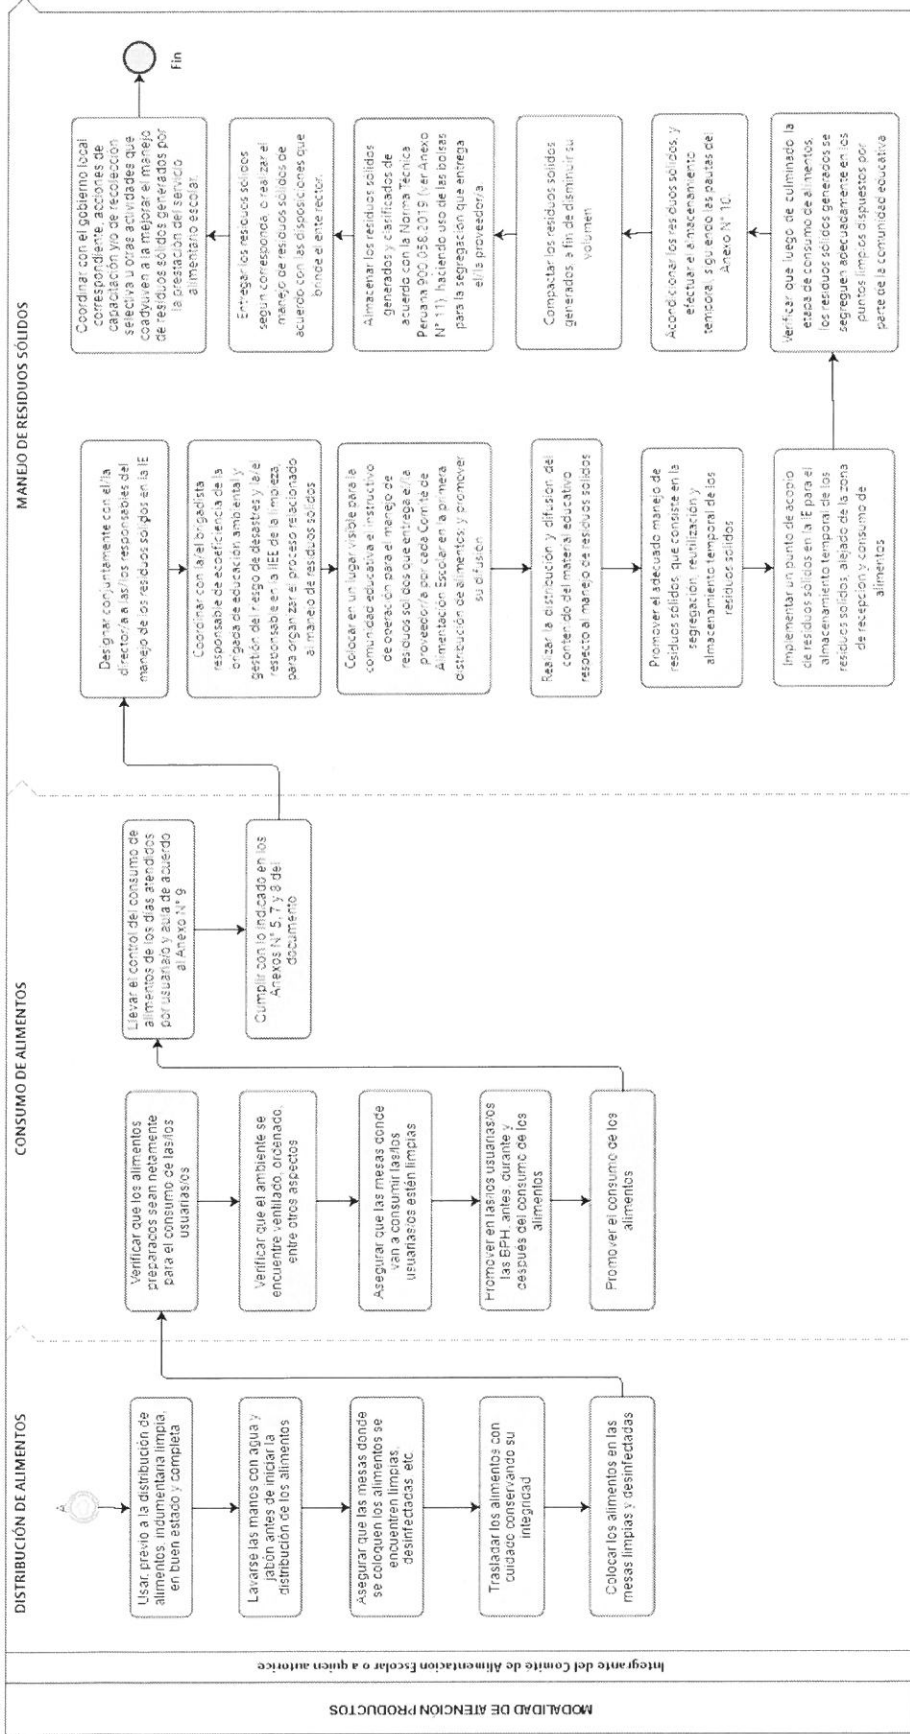 MODALIDAD DE ATENCIÓN PRODUCTOS
Integrante del Comité de Alimentación Escolar o a quien autorice
DISTRIBUCIÓN DE ALIMENTOS
A
Usar, previo a la distribución de
alimentos, indumentaria limpia,
en buen estado y completa
Lavarse las manos con agua y
jabón antes de iniciar la
distribución de los alimentos
Asegurar que las mesas donde
se coloquen los alimentos se
encuentren limpias,
desinfectadas, etc.
Trasladar los alimentos con
cuidado conservando su
integridad
Colocar los alimentos en las
mesas limpias y desinfectadas
CONSUMO DE ALIMENTOS
Verificar que los alimentos
preparados sean netamente
para el consumo de las/los
usuarias/os
Verificar que el ambiente se
encuentre ventilado, ordenado,
entre otros aspectos
Asegurar que las mesas donde
van a consumir las/los
usuarias/os estén limpias
Promover en las/los usuarias/os
las BPH, antes, durante y
después del consumo de los
alimentos
Promover el consumo de los
alimentos
Llevar el control del consumo de
alimentos de los días atendidos
por usuaria/o y aula de acuerdo
al Anexo N° 9
Cumplir con lo indicado en los
Anexos N° 5, 7 y 8 del
documento
MANEJO DE RESIDUOS SÓLIDOS
Designar conjuntamente con el/la
director/a a las/los responsables del
manejo de los residuos sólidos en la IE
Coordinar con la/el brigadista
responsable de ecoeficiencia de la
brigada de educación ambiental y
gestión del riesgo desastres y la/el
responsable en la IIEE de la limpieza,
para organizar el proceso relacionado
al manejo de residuos sólidos
Colocar en un lugar visible para la
comunidad educativa e instructivo
de operación para el manejo de
residuos sólidos que entrega el/la
proveedor/a por cada Comité de
Alimentación Escolar en la primera
distribución de alimentos, y promover
su difusión
Realizar la distribución y difusión del
contenido del material educativo
respecto al manejo de residuos sólidos
Promover el adecuado manejo de
residuos sólidos, que consiste en la
segregación, reutilización y
almacenamiento temporal de los
residuos sólidos
Implementar un punto de acopio
de residuos sólidos en la IE para el
almacenamiento temporal de los
residuos sólidos, alejado de la zona
de recepción y consumo de
alimentos
Verificar que luego de culminado la
etapa de consumo de alimentos,
los residuos sólidos generados se
segreguen adecuadamente en los
puntos limpios dispuestos por
parte de la comunidad educativa
Acondicionar los residuos sólidos, y
efectuar el almacenamiento
temporal, siguiendo las pautas del
Anexo N° 10.
Compactar los residuos sólidos
generados, a fin de disminuir su
volumen
Almacenar los residuos sólidos
generados y clasificados de
acuerdo con la Norma Técnica
Peruana 900.058.2019 (Ver Anexo
N° 11), haciendo uso de las bolsas
para la segregación que entrega
el/la proveedor/a
Entregar los residuos sólidos
según corresponda, o realizar el
manejo de residuos sólidos de
acuerdo con las disposiciones que
brinde el ente rector.
Coordinar con el gobierno local
correspondiente, acciones de
capacitación y/o de recolección
selectiva u otras actividades que
coadyuven a la mejorar el manejo
de residuos sólidos generados por
la prestación del servicio
alimentario escolar.
Fin